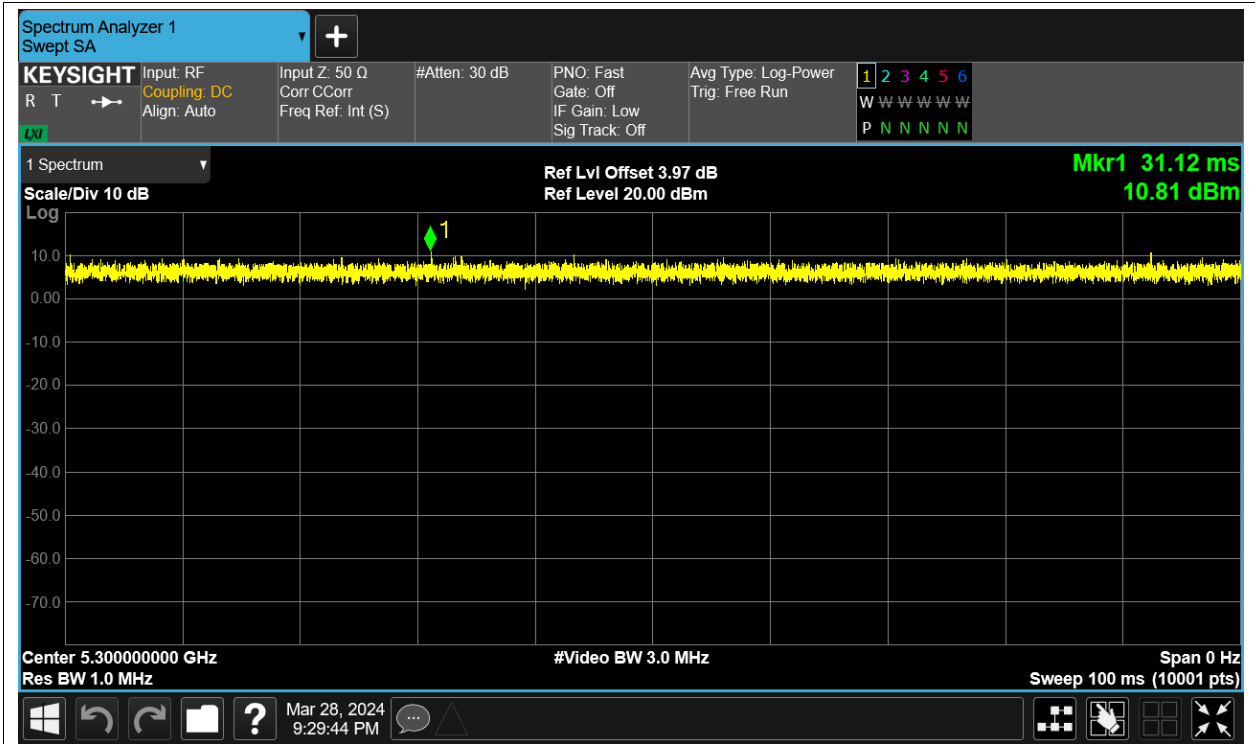 Spectrum Analyzer 1
Swept SA
KEYSIGHT
R T
LXI
Input: RF
Coupling: DC
Align: Auto
Input Z: 50 Ω
Corr CCorr
Freq Ref: Int (S)
#Atten: 30 dB
PNO: Fast
Gate: Off
IF Gain: Low
Sig Track: Off
Avg Type: Log-Power
Trig: Free Run
1 2 3 4 5 6
W W W W W W
P N N N N N
1 Spectrum
Scale/Div 10 dB
Log
Ref Lvl Offset 3.97 dB
Ref Level 20.00 dBm
Mkr1 31.12 ms
10.81 dBm
1
10.0
0.00
-10.0
-20.0
-30.0
-40.0
-50.0
-60.0
-70.0
Center 5.300000000 GHz
Res BW 1.0 MHz
#Video BW 3.0 MHz
Span 0 Hz
Sweep 100 ms (10001 pts)
?
Mar 28, 2024
9:29:44 PM